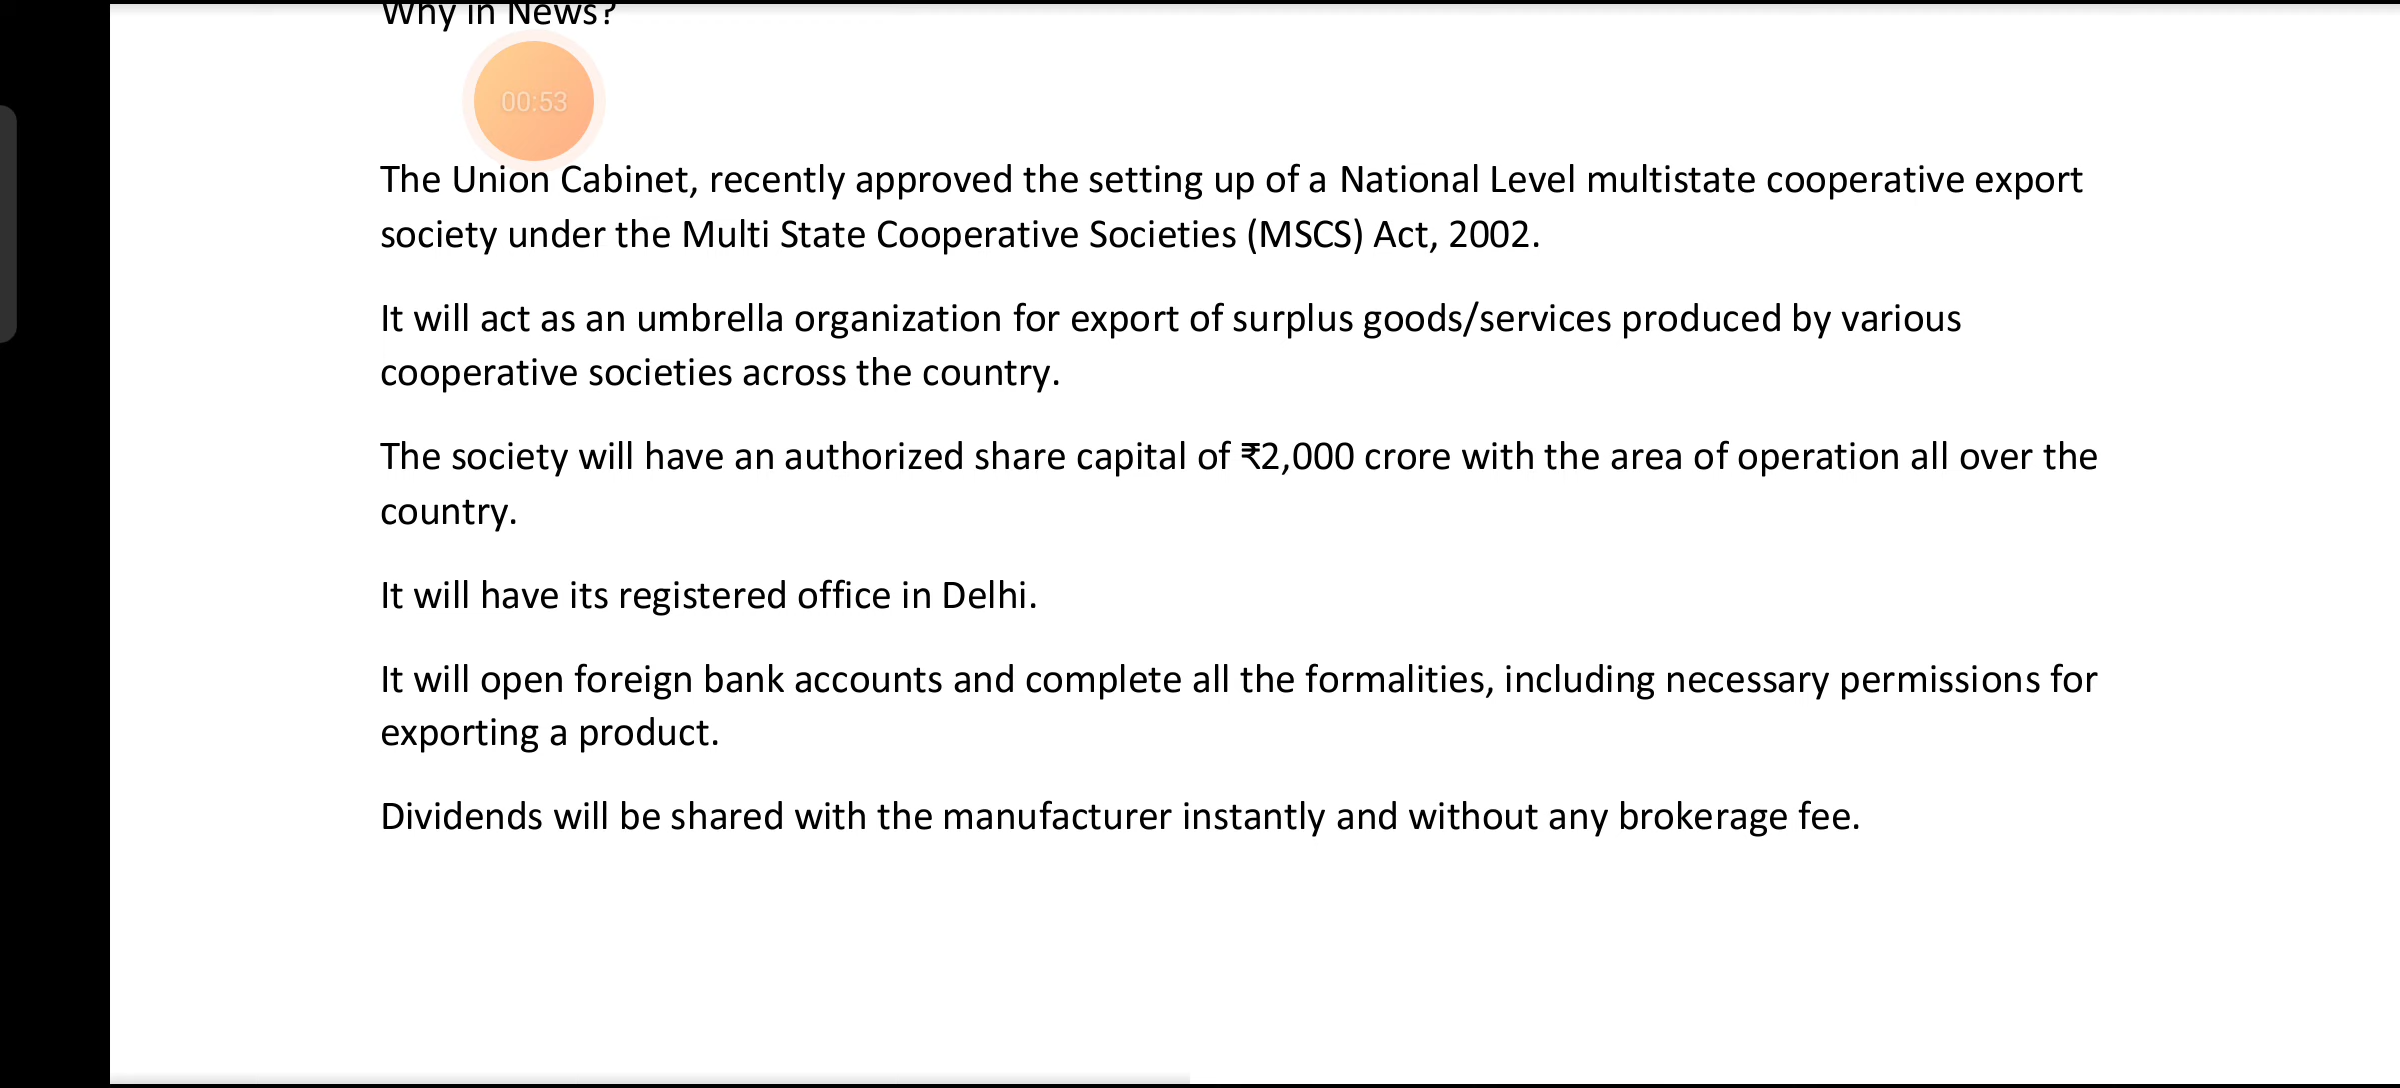 Why in News?
00:53
The Union Cabinet, recently approved the setting up of a National Level multistate cooperative export
society under the Multi State Cooperative Societies (MSCS) Act, 2002.
It will act as an umbrella organization for export of surplus goods/services produced by various
cooperative societies across the country.
The society will have an authorized share capital of ₹2,000 crore with the area of operation all over the
country.
It will have its registered office in Delhi.
It will open foreign bank accounts and complete all the formalities, including necessary permissions for
exporting a product.
Dividends will be shared with the manufacturer instantly and without any brokerage fee.